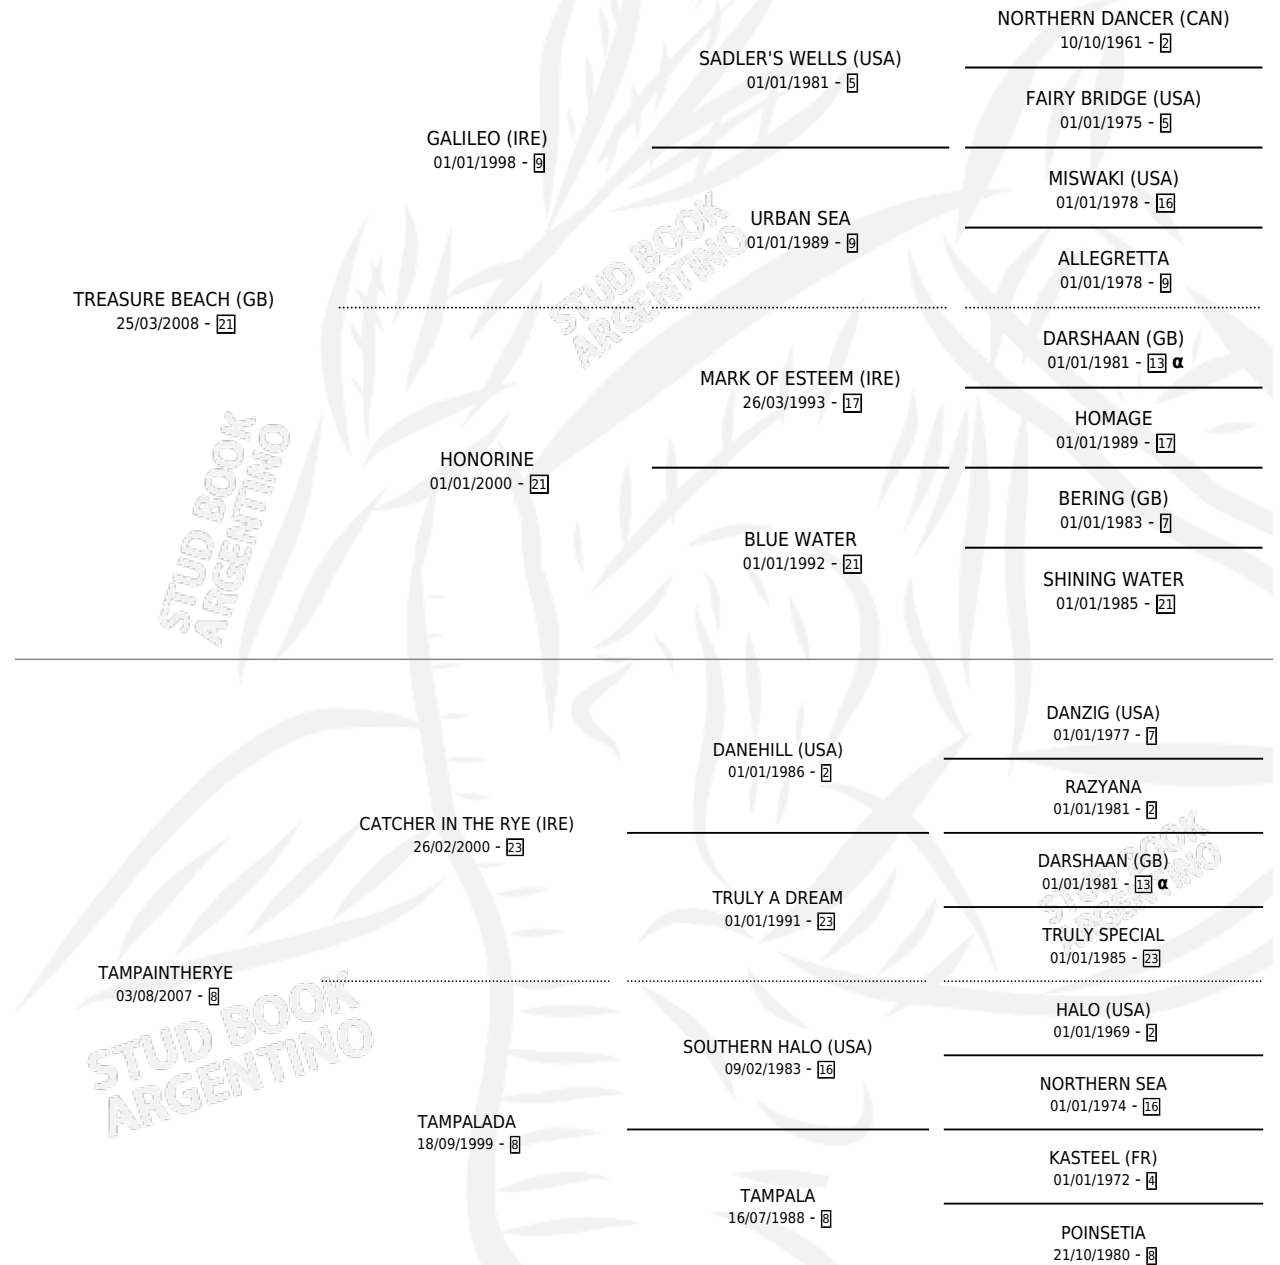 NORTHERN DANCER (CAN)
10/10/1961 - 2
SADLER'S WELLS (USA)
01/01/1981 - 5
FAIRY BRIDGE (USA)
01/01/1975 - 5
GALILEO (IRE)
01/01/1998 - 9
MISWAKI (USA)
01/01/1978 - 16
URBAN SEA
01/01/1989 - 9
ALLEGRETTA
01/01/1978 - 9
TREASURE BEACH (GB)
25/03/2008 - 21
DARSHAAN (GB)
01/01/1981 - 13 α
MARK OF ESTEEM (IRE)
26/03/1993 - 17
HOMAGE
01/01/1989 - 17
HONORINE
01/01/2000 - 21
BERING (GB)
01/01/1983 - 7
BLUE WATER
01/01/1992 - 21
SHINING WATER
01/01/1985 - 21
STUD BOOK
ARGENTINO
STUD BOOK
ARGENTINO
DANZIG (USA)
01/01/1977 - 7
DANEHILL (USA)
01/01/1986 - 2
RAZYANA
01/01/1981 - 2
CATCHER IN THE RYE (IRE)
26/02/2000 - 23
DARSHAAN (GB)
01/01/1981 - 13 α
TRULY A DREAM
01/01/1991 - 23
TRULY SPECIAL
01/01/1985 - 23
STUD BOOK
ARGENTINO
TAMPAINTHERYE
03/08/2007 - 8
HALO (USA)
01/01/1969 - 2
SOUTHERN HALO (USA)
09/02/1983 - 16
NORTHERN SEA
01/01/1974 - 16
TAMPALADA
18/09/1999 - 8
KASTEEL (FR)
01/01/1972 - 4
TAMPALA
16/07/1988 - 8
POINSETIA
21/10/1980 - 8
STUD BOOK
ARGENTINO